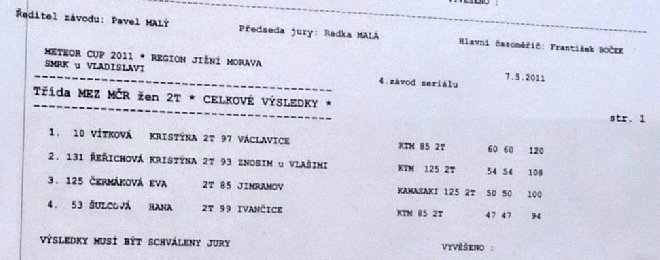 VYVĚŠENO :
Ředitel závodu: Pavel MALÝ Předseda jury: Radka MALÁ Hlavní časoměřič: František BOČEK
METEOR CUP 2011 * REGION JIŽNÍ MORAVA
SMRK u VLADISLAVI 4.závod seriálu 7.5.2011
Třída MEZ MČR žen 2T * CELKOVÉ VÝSLEDKY * str. 1
1. 10 VÍTKOVÁ KRISTÝNA 2T 97 VÁCLAVICE KTM 85 2T 60 60 120
2. 131 ŘEŘICHOVÁ KRISTÝNA 2T 93 ZNOSIM u VLAŠIMI KTM 125 2T 54 54 108
3. 125 ČERMÁKOVÁ EVA 2T 85 JIMRAMOV KAWASAKI 125 2T 50 50 100
4. 53 ŠULCOVÁ HANA 2T 99 IVANČICE KTM 85 2T 47 47 94
VÝSLEDKY MUSÍ BÝT SCHVÁLENY JURY VYVĚŠENO :